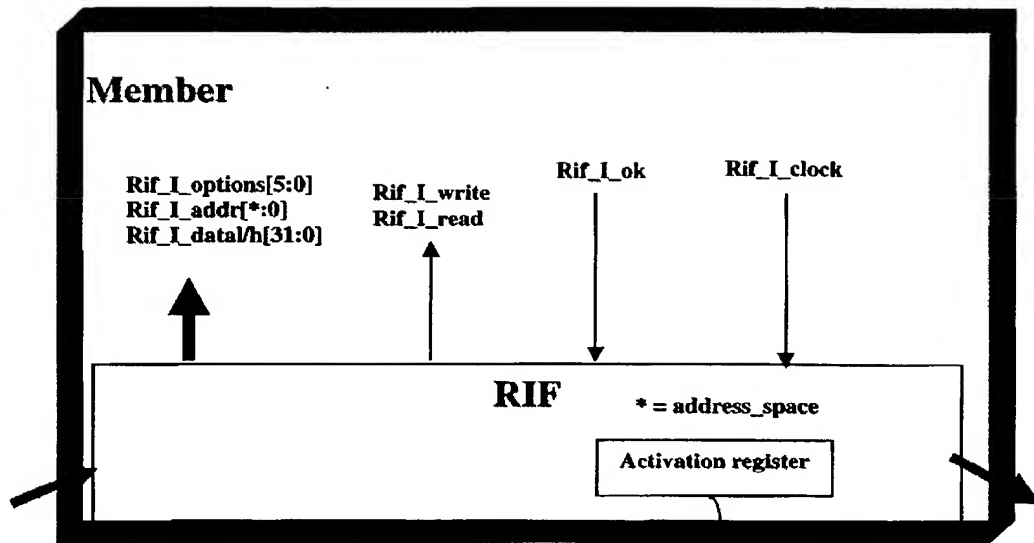 Member
Rif_I_options[5:0]
Rif_I_addr[*:0]
Rif_I_datal/h[31:0]
Rif_I_write
Rif_I_read
Rif_I_ok
Rif_I_clock
RIF
* = address_space
Activation register